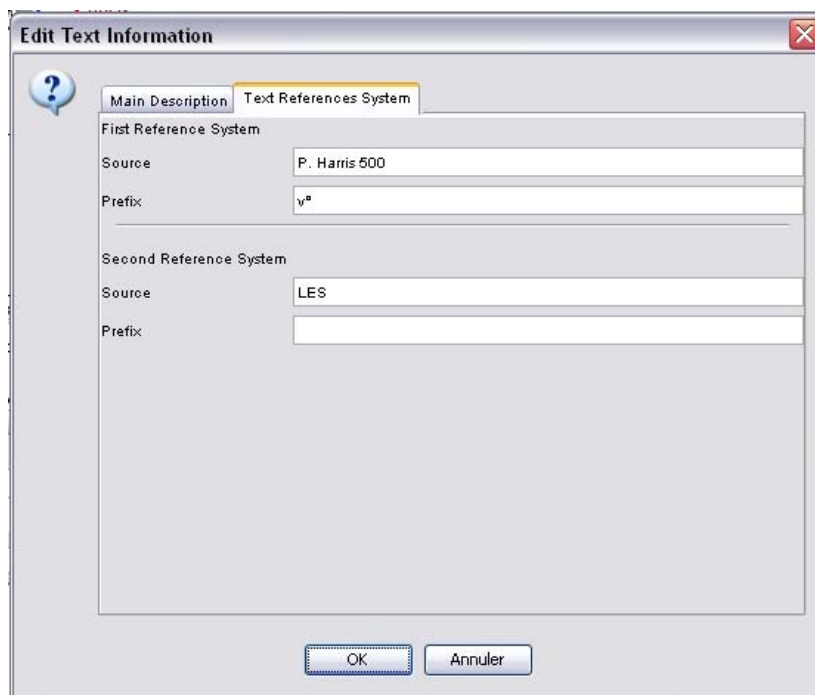 Edit Text Information
Main Description Text References System
First Reference System
Source P. Harris 500
Prefix v°
Second Reference System
Source LES
Prefix
OK Annuler